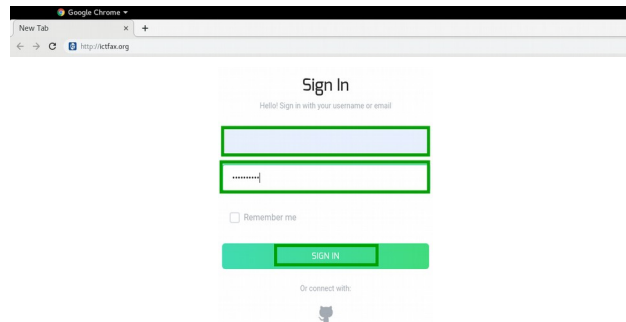 Google Chrome
New Tab
http://ictfax.org
Sign In
Hello! Sign in with your username or email
Remember me
SIGN IN
Or connect with: